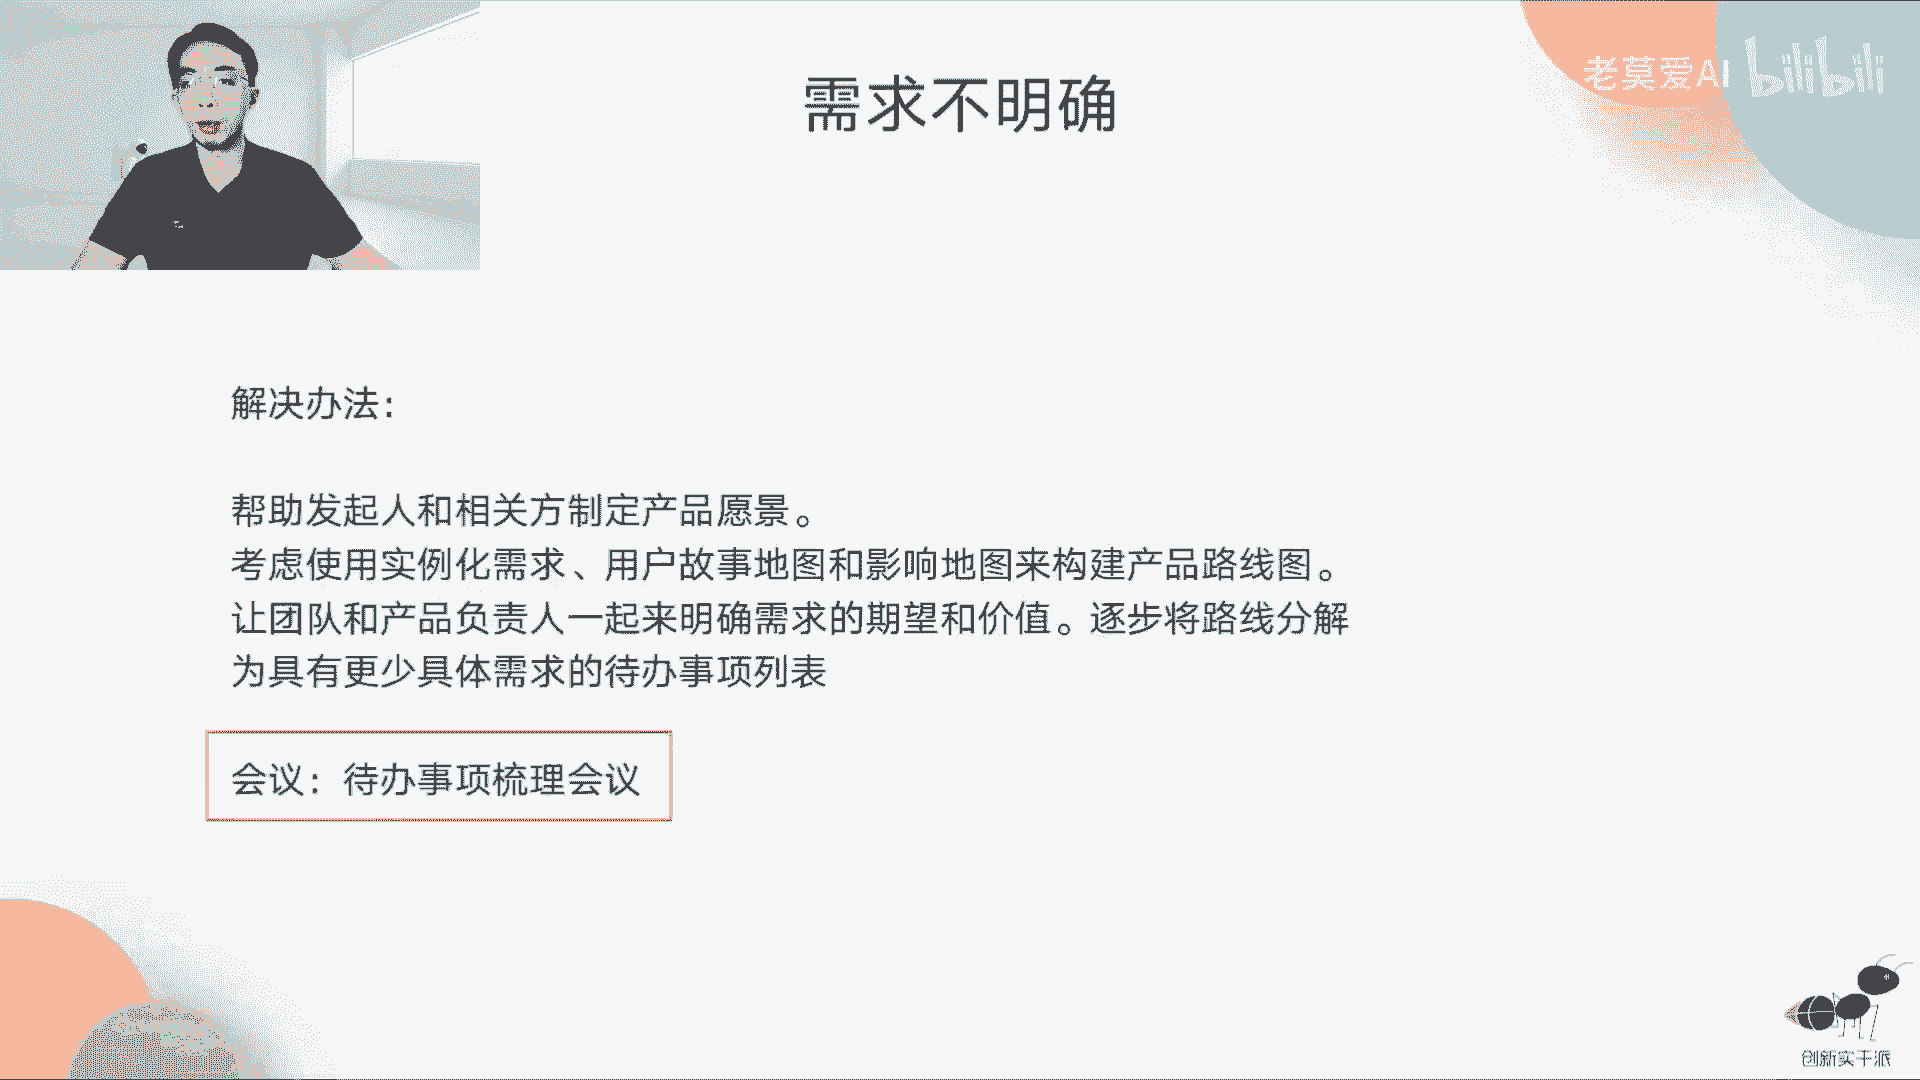 需求不明确
老莫爱AI bilibili
解决办法:
帮助发起人和相关方制定产品愿景。
考虑使用实例化需求、用户故事地图和影响地图来构建产品路线图。
让团队和产品负责人一起来明确需求的期望和价值。逐步将路线分解
为具有更少具体需求的待办事项列表
会议：待办事项梳理会议
创新实干派